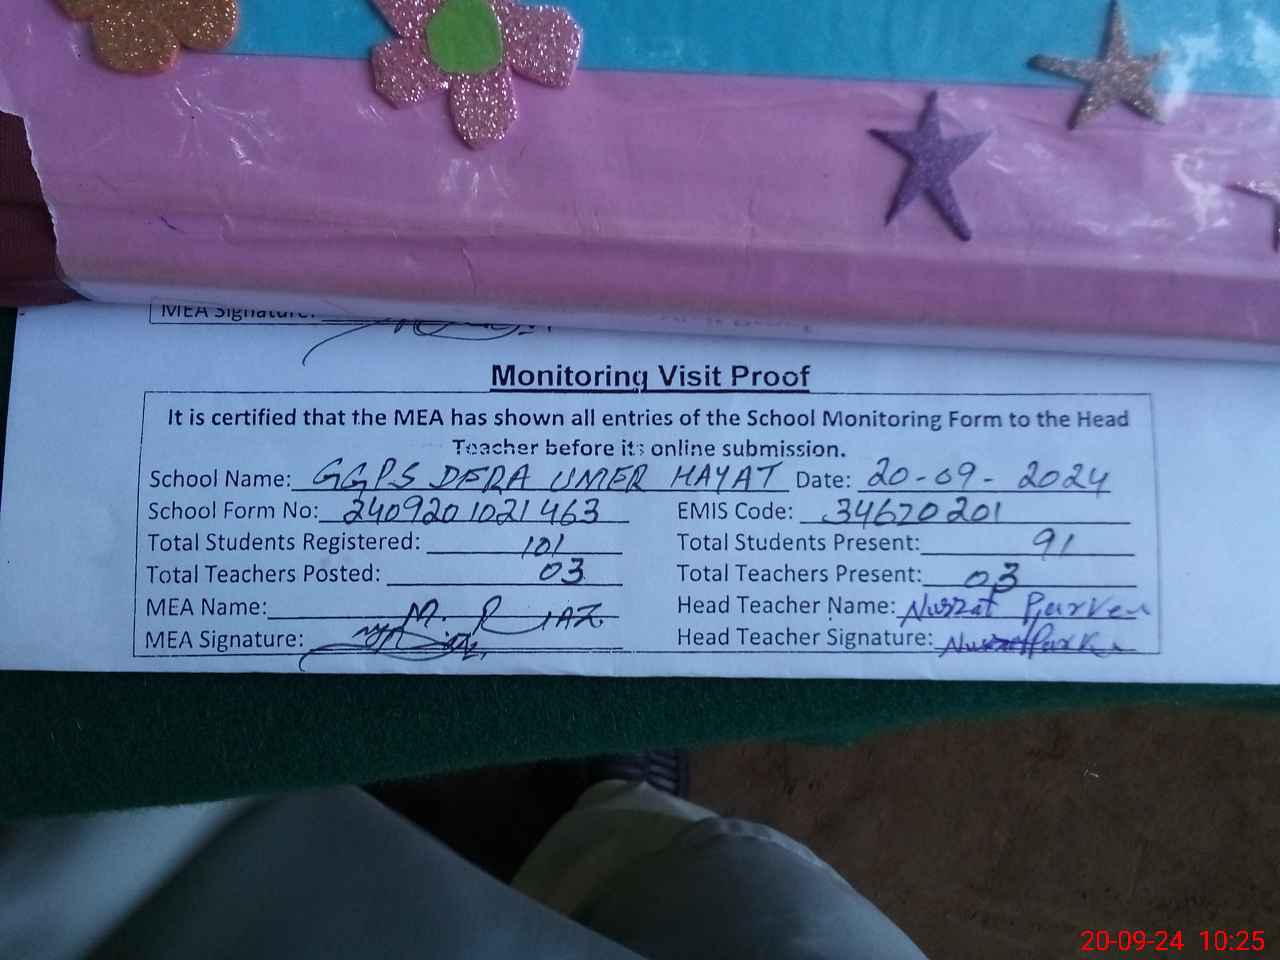 MEA Signature:
Monitoring Visit Proof
It is certified that the MEA has shown all entries of the School Monitoring Form to the Head
Teacher before its online submission.
School Name: GGPS DERA UMER HAYAT Date: 20-09-2024
School Form No: 2409201021463 EMIS Code: 34620201
Total Students Registered: 101 Total Students Present: 91
Total Teachers Posted: 03 Total Teachers Present: 03
MEA Name: M. RIAZ Head Teacher Name: Nuzzat Parveen
MEA Signature: Head Teacher Signature:
20-09-24 10:25